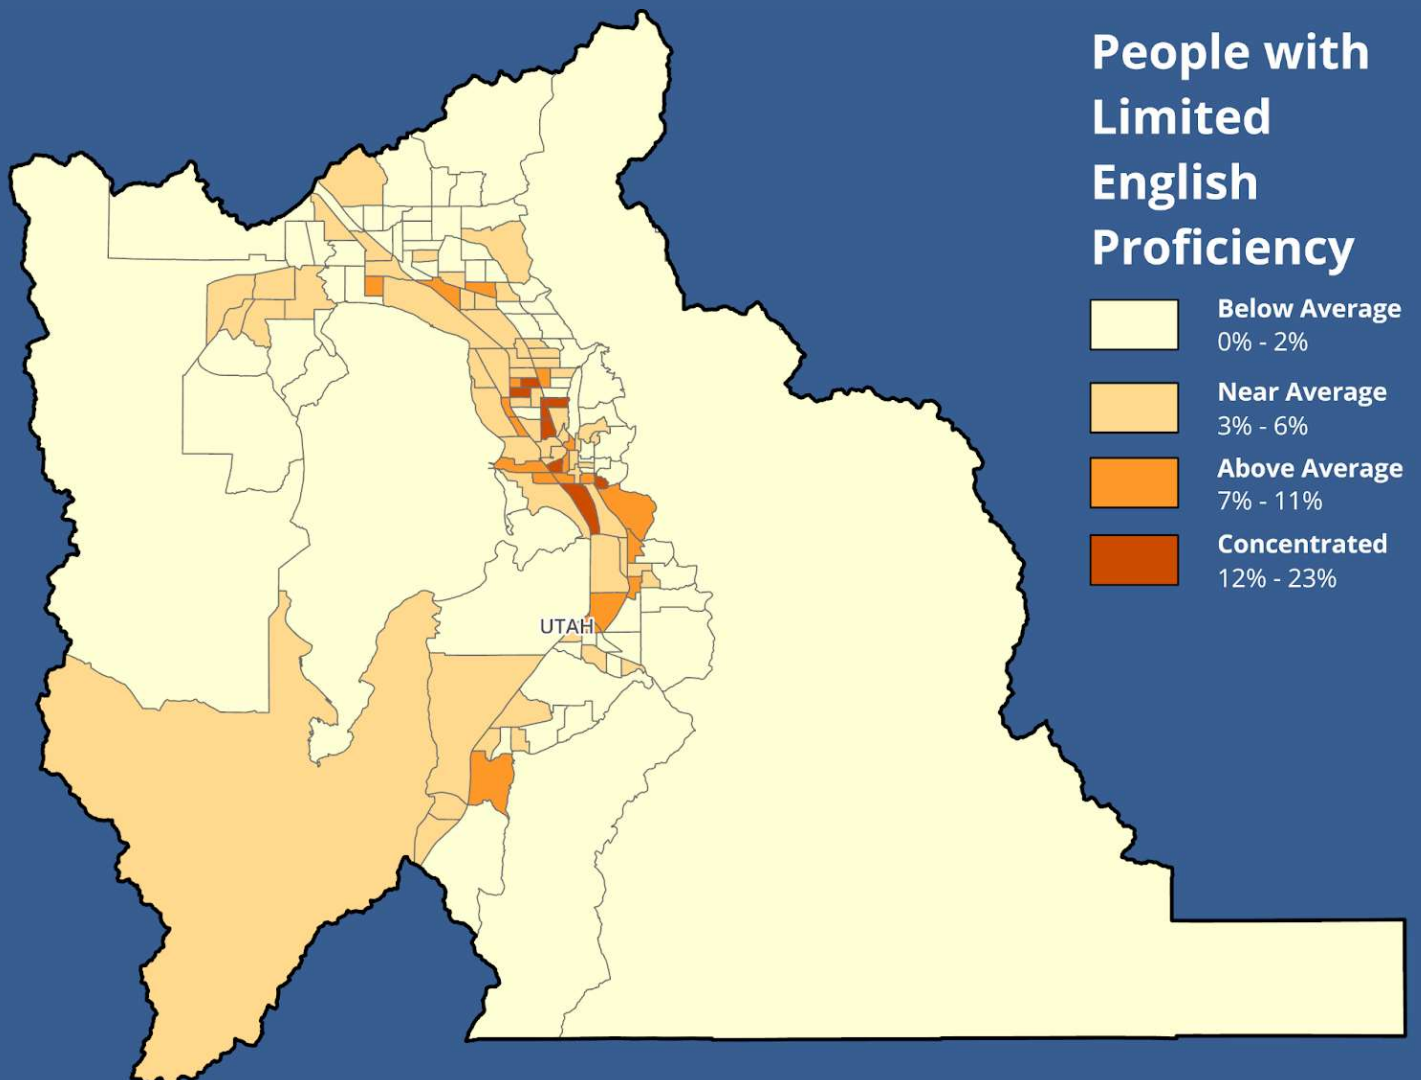 People with
Limited
English
Proficiency
Below Average
0% - 2%
Near Average
3% - 6%
Above Average
7% - 11%
Concentrated
12% - 23%
UTAH